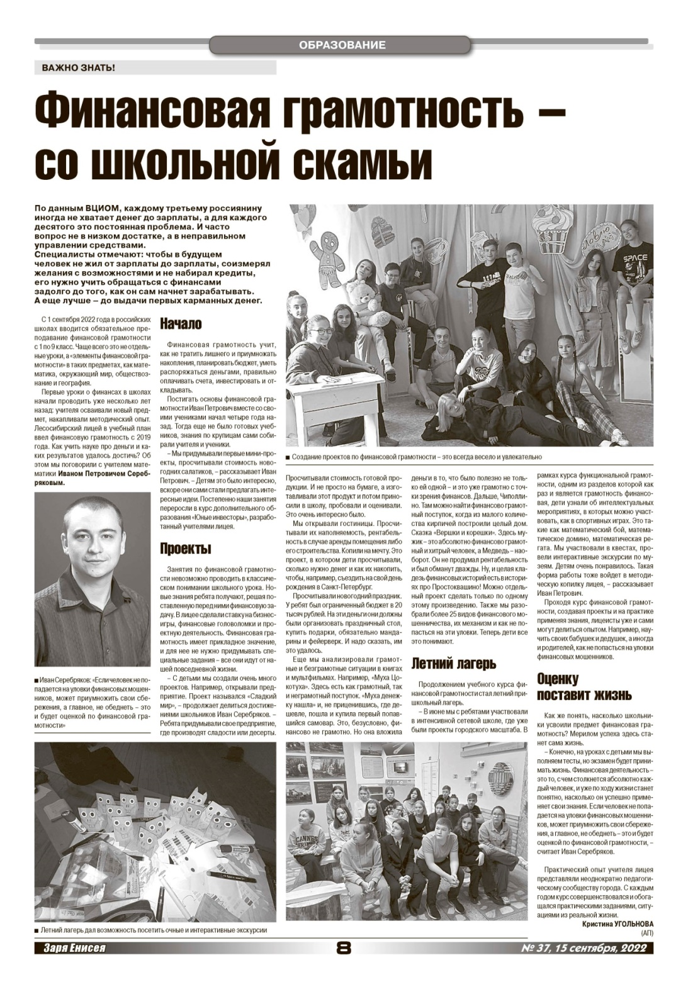 ОБРАЗОВАНИЕ
ВАЖНО ЗНАТЬ!
Финансовая грамотность –
со школьной скамьи
По данным ВЦИОМ, каждому третьему россиянину
иногда не хватает денег до зарплаты, а для каждого
десятого это постоянная проблема. И часто
вопрос не в низком достатке, а в неправильном
управлении средствами.
Специалисты отмечают: чтобы в будущем
человек не жил от зарплаты до зарплаты, соизмерял
желания с возможностями и не набирал кредиты,
его нужно учить обращаться с финансами
задолго до того, как он сам начнет зарабатывать.
А еще лучше – до выдачи первых карманных денег.
С 1 сентября 2022 года в российских
школах вводится обязательное пре-
подавание финансовой грамотности
с 1 по 9 класс. Чаще всего это не отдель-
ные уроки, а «элементы финансовой гра-
мотности» в таких предметах, как мате-
матика, окружающий мир, обществоз-
нание и география.
Первые уроки о финансах в школах
начали проводить уже несколько лет
назад: учителя осваивали новый пред-
мет, накапливали методический опыт.
Лесосибирский лицей в учебный план
ввел финансовую грамотность с 2019
года. Как учить науке про деньги и ка-
ких результатов удалось достичь? Об
этом мы поговорили с учителем мате-
матики Иваном Петровичем Сереб-
ряковым.
■ Иван Серебряков: «Если человек не по-
падается на уловки финансовых мошен-
ников, может приумножить свои сбе-
режения, а главное, не обеднеть – это
и будет оценкой по финансовой гра-
мотности»
Начало
Финансовая грамотность учит,
как не тратить лишнего и приумножать
накопления, планировать бюджет, уметь
распоряжаться деньгами, правильно
оплачивать счета, инвестировать и от-
кладывать.
Постигать основы финансовой гра-
мотности Иван Петрович вместе со сво-
ими учениками начал четыре года на-
зад. Тогда еще не было готовых учеб-
ников, знания по крупицам сами соби-
рали учителя и ученики.
– Мы придумывали первые мини-про-
екты, просчитывали стоимость ново-
годних салатиков, – рассказывает Иван
Петрович. – Детям это было интересно,
вскоре они сами стали предлагать инте-
ресные идеи. Постепенно наши занятия
переросли в курс дополнительного об-
разования «Юные инвесторы», разрабо-
танный учителями лицея.
Проекты
Занятия по финансовой грамотно-
сти невозможно проводить в классиче-
ском понимании школьного урока. Но-
вые знания ребята получают, решая по-
ставленную перед ними финансовую за-
дачу. В лицее сделали ставку на бизнес-
игры, финансовые головоломки и про-
ектную деятельность. Финансовая гра-
мотность имеет прикладное значение,
и для нее не нужно придумывать спе-
циальные задания – все они идут от на-
шей повседневной жизни.
– С детьми мы создали очень много
проектов. Например, открывали пред-
приятие. Проект назывался «Сладкий
мир», – продолжает делиться достиже-
ниями школьников Иван Серебряков. –
Ребята придумывали свое предприятие,
где производят сладости или десерты.
ЛОВЛЮ
SPACE
■ Создание проектов по финансовой грамотности – это всегда весело и увлекательно
Просчитывали стоимость готовой про-
дукции. И не просто на бумаге, а изго-
тавливали этот продукт и потом прино-
сили в школу, пробовали и оценивали.
Это очень интересно было.
Мы открывали гостиницы. Просчи-
тывали их наполняемость, рентабель-
ность в случае аренды помещения либо
его строительства. Копили на мечту. Это
проект, в котором дети просчитывали,
сколько нужно денег и как их накопить,
чтобы, например, съездить на свой день
рождения в Санкт-Петербург.
Просчитывали новогодний праздник.
У ребят был ограниченный бюджет в 20
тысяч рублей. На эти деньги они должны
были организовать праздничный стол,
купить подарки, обязательно манда-
рины и фейерверк. И надо сказать, им
это удалось.
Еще мы анализировали грамот-
ные и безграмотные ситуации в книгах
и мультфильмах. Например, «Муха Цо-
котуха». Здесь есть как грамотный, так
и неграмотный поступок. «Муха денеж-
ку нашла» и, не приценившись, где де-
шевле, пошла и купила первый попав-
шийся самовар. Это, безусловно, фи-
нансово не грамотно. Но она вложила
деньги в то, что было полезно не толь-
ко ей одной – и это уже грамотно с точ-
ки зрения финансов. Дальше, Чиполли-
но. Там можно найти финансово грамот-
ный поступок, когда из малого количе-
ства кирпичей построили целый дом.
Сказка «Вершки и корешки». Здесь му-
жик – это абсолютно финансово грамот-
ный и хитрый человек, а Медведь – нао-
борот. Он не продумал рентабельность
и был обманут дважды. Ну, и целая кла-
дезь финансовых историй есть в истори-
ях про Простоквашино! Можно отдель-
ный проект сделать только по одному
этому произведению. Также мы разо-
брали более 25 видов финансового мо-
шенничества, их механизм и как не по-
пасться на эти уловки. Теперь дети все
это понимают.
Летний лагерь
Продолжением учебного курса фи-
нансовой грамотности стал летний при-
школьный лагерь.
– В июне мы с ребятами участвовали
в интенсивной сетевой школе, где уже
были проекты городского масштаба. В
рамках курса функциональной грамот-
ности, одним из разделов которой как
раз и является грамотность финансо-
вая, дети узнали об интеллектуальных
мероприятиях, в которых можно участ-
вовать, как в спортивных играх. Это та-
кие как математический бой, матема-
тическое домино, математическая ре-
гата. Мы участвовали в квестах, про-
вели интерактивные экскурсии по му-
зеям. Детям очень понравилось. Такая
форма работы тоже войдет в методи-
ческую копилку лицея, – рассказывает
Иван Петрович.
Проходя курс финансовой грамот-
ности, создавая проекты и на практике
применяя знания, лицеисты уже и сами
могут делиться опытом. Например, нау-
чить своих бабушек и дедушек, а иногда
и родителей, как не попасться на уловки
финансовых мошенников.
Оценку
поставит жизнь
Как же понять, насколько школьни-
ки усвоили предмет финансовая гра-
мотность? Мерилом успеха здесь ста-
нет сама жизнь.
– Конечно, на уроках с детьми мы вы-
полняем тесты, но экзамен будет прини-
мать жизнь. Финансовая деятельность –
это то, с чем столкнется абсолютно каж-
дый человек, и уже по ходу жизни станет
понятно, насколько он успешно приме-
няет свои знания. Если человек не попа-
дается на уловки финансовых мошенни-
ков, может приумножить свои сбереже-
ния, а главное, не обеднеть – это и будет
оценкой по финансовой грамотности, –
считает Иван Серебряков.
Практический опыт учителя лицея
представляли неоднократно педагоги-
ческому сообществу города. С каждым
годом курс совершенствовался и обога-
щался практическими заданиями, ситу-
ациями из реальной жизни.
Кристина УГОЛЬНОВА
(АП)
CANNES
■ Летний лагерь дал возможность посетить очные и интерактивные экскурсии
Заря Енисея
8
№ 37, 15 сентября, 2022